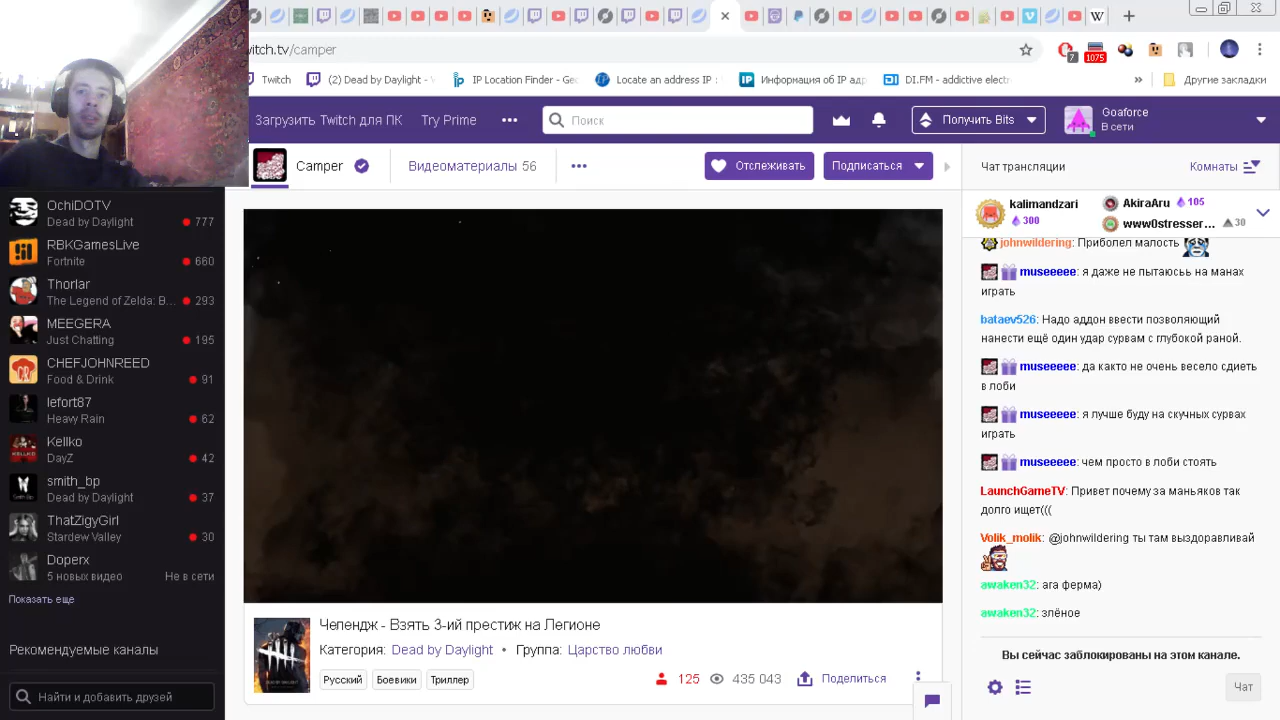 witch.tv/camper
7
1075
Twitch
(2) Dead by Daylight -
IP Location Finder - Geo
Locate an address IP :
Информация об IP адр
DI.FM - addictive electr
»
Другие закладки
Загрузить Twitch для ПК
Try Prime
•••
Поиск
Получить Bits
Goaforce
В сети
Camper
Видеоматериалы 56
•••
Отслеживать
Подписаться
Чат трансляции
Комнаты
OchiDOTV
Dead by Daylight
777
RBKGamesLive
Fortnite
660
Thorlar
The Legend of Zelda: B...
293
MEEGERA
Just Chatting
195
CHEFJOHNREED
Food & Drink
91
lefort87
Heavy Rain
62
Kellko
DayZ
42
smith_bp
Dead by Daylight
37
ThatZigyGirl
Stardew Valley
30
Doperx
5 новых видео
Не в сети
Показать еще
Рекомендуемые каналы
Найти и добавить друзей
Челендж - Взять 3-ий престиж на Легионе
Категория: Dead by Daylight • Группа: Царство любви
Русский
Боевики
Триллер
125
435 043
Поделиться
kalimandzari
300
AkiraAru 105
www0stresser... 30
johnwildering: Приболел малость
museeeee: я даже не пытаюсьь на манах
играть
bataev526: Надо аддон ввести позволяющий
нанести ещё один удар сурвам с глубокой раной.
museeeee: да както не очень весело сдиеть
в лоби
museeeee: я лучше буду на скучных сурвах
играть
museeeee: чем просто в лоби стоять
LaunchGameTV: Привет почему за маньяков так
долго ищет(((
Volik_molik: @johnwildering ты там выздоравливай
awaken32: ага ферма)
awaken32: злёное
Вы сейчас заблокированы на этом канале.
Чат